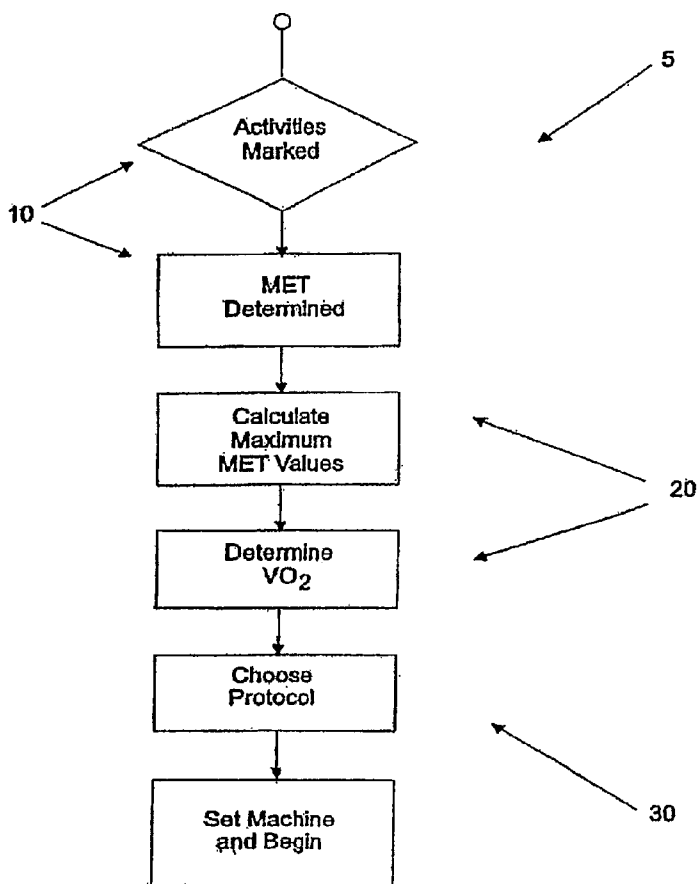 5
Activities
Marked
10
MET
Determined
Calculate
Maximum
MET Values
20
Determine
VO2
Choose
Protocol
30
Set Machine
and Begin